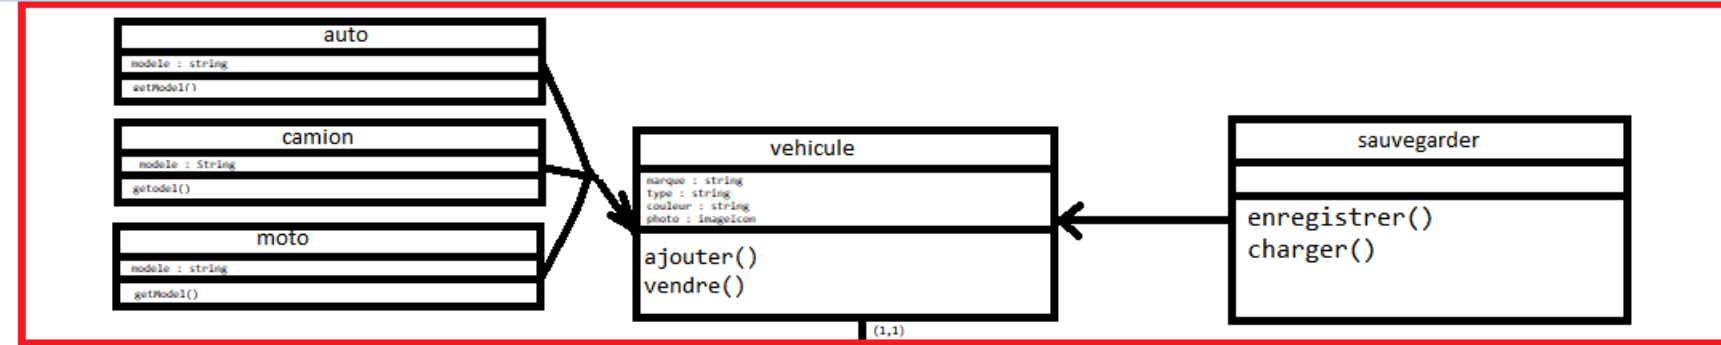 auto
modele : string
getModel()
camion
modele : String
getodel()
moto
modele : string
getModel()
vehicule
marque : string
type : string
couleur : string
photo : imageIcon
ajouter()
vendre()
(1,1)
sauvegarder
enregistrer()
charger()